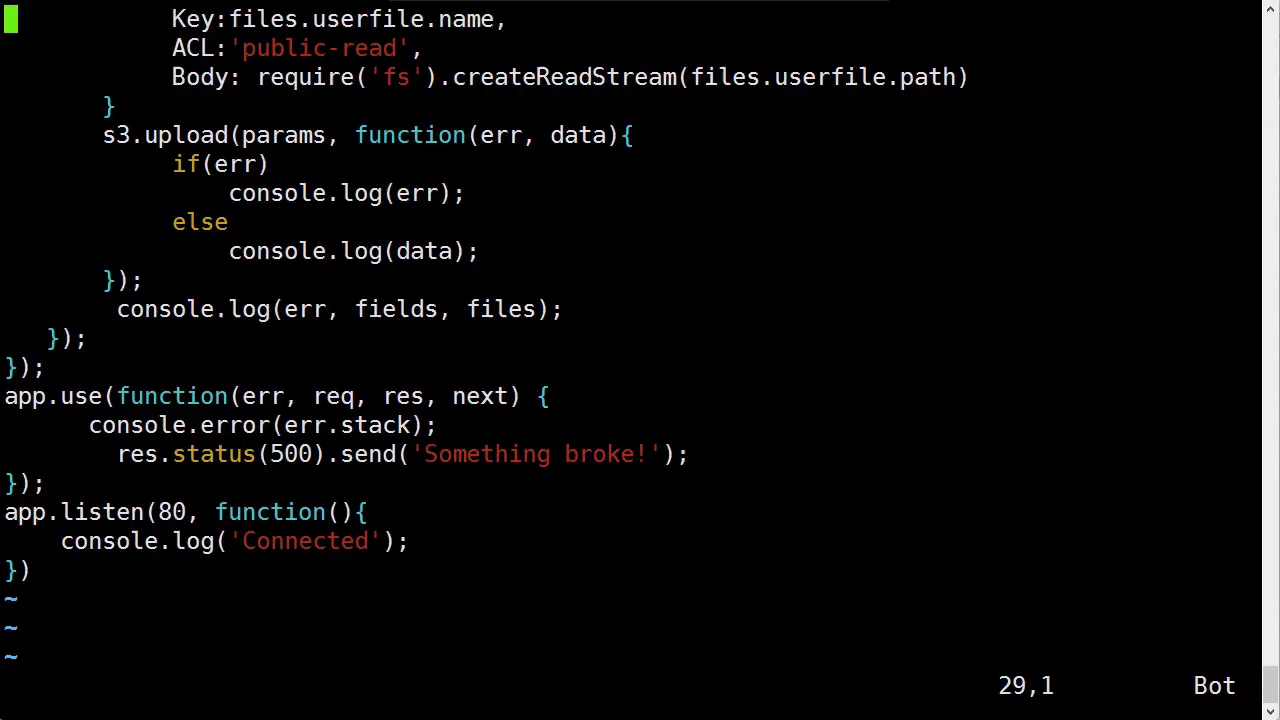 Key:files.userfile.name,
ACL:'public-read',
Body: require('fs').createReadStream(files.userfile.path)
}
s3.upload(params, function(err, data){
if(err)
console.log(err);
else
console.log(data);
});
console.log(err, fields, files);
});
});
app.use(function(err, req, res, next) {
console.error(err.stack);
res.status(500).send('Something broke!');
});
app.listen(80, function(){
console.log('Connected');
})
~
~
~
29,1 Bot